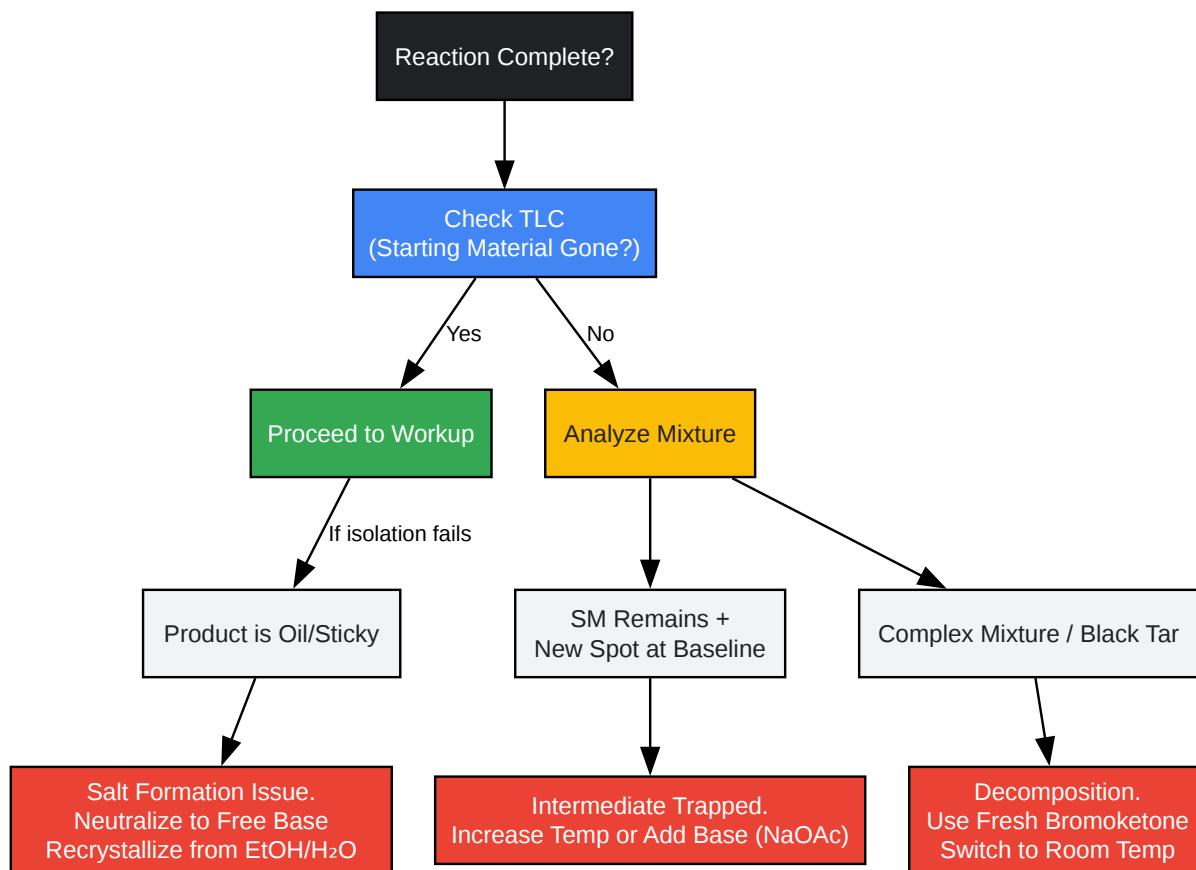 Reaction Complete?
Check TLC
(Starting Material Gone?)
Yes
No
Proceed to Workup
Analyze Mixture
If isolation fails
Product is Oil/Sticky
SM Remains +
New Spot at Baseline
Complex Mixture / Black Tar
Salt Formation Issue.
Neutralize to Free Base
Recrystallize from EtOH/H₂O
Intermediate Trapped.
Increase Temp or Add Base (NaOAc)
Decomposition.
Use Fresh Bromoketone
Switch to Room Temp